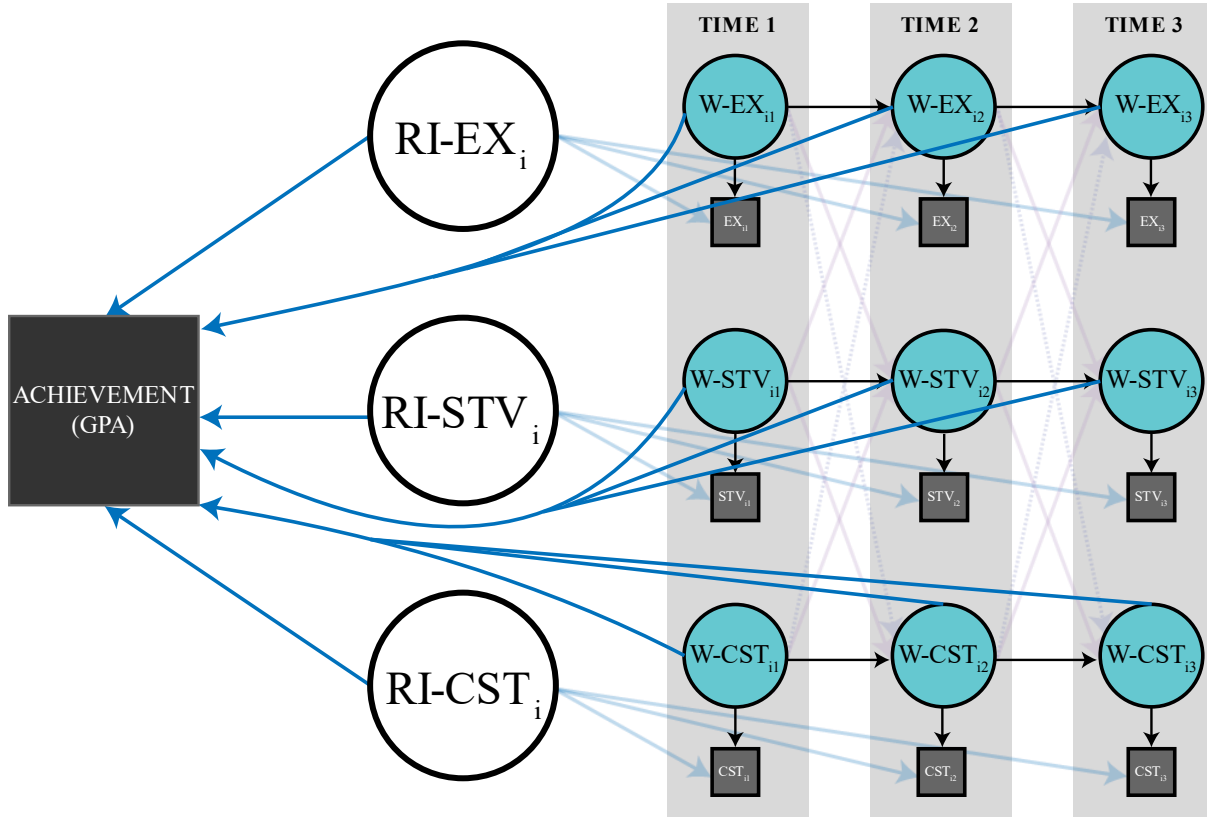 TIME 1 TIME 2 TIME 3
RI-EXi W-EXi1 W-EXi2 W-EXi3
EXi1 EXi2 EXi3
ACHIEVEMENT
(GPA)
RI-STVi W-STVi1 W-STVi2 W-STVi3
STVi1 STVi2 STVi3
RI-CSTi W-CSTi1 W-CSTi2 W-CSTi3
CSTi1 CSTi2 CSTi3